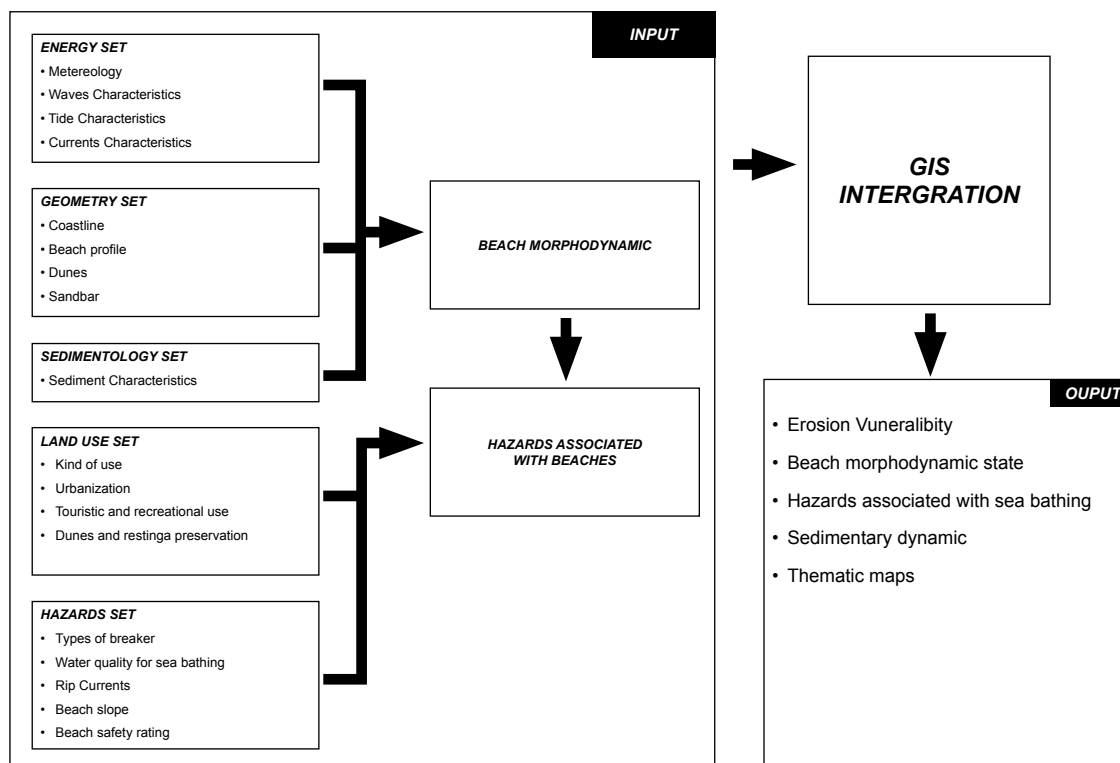 INPUT
ENERGY SET
• Metereology
• Waves Characteristics
• Tide Characteristics
• Currents Characteristics
GEOMETRY SET
• Coastline
• Beach profile
• Dunes
• Sandbar
SEDIMENTOLOGY SET
• Sediment Characteristics
LAND USE SET
• Kind of use
• Urbanization
• Touristic and recreational use
• Dunes and restinga preservation
HAZARDS SET
• Types of breaker
• Water quality for sea bathing
• Rip Currents
• Beach slope
• Beach safety rating
BEACH MORPHODYNAMIC
HAZARDS ASSOCIATED
WITH BEACHES
GIS
INTERGRATION
OUPUT
• Erosion Vuneralibity
• Beach morphodynamic state
• Hazards associated with sea bathing
• Sedimentary dynamic
• Thematic maps